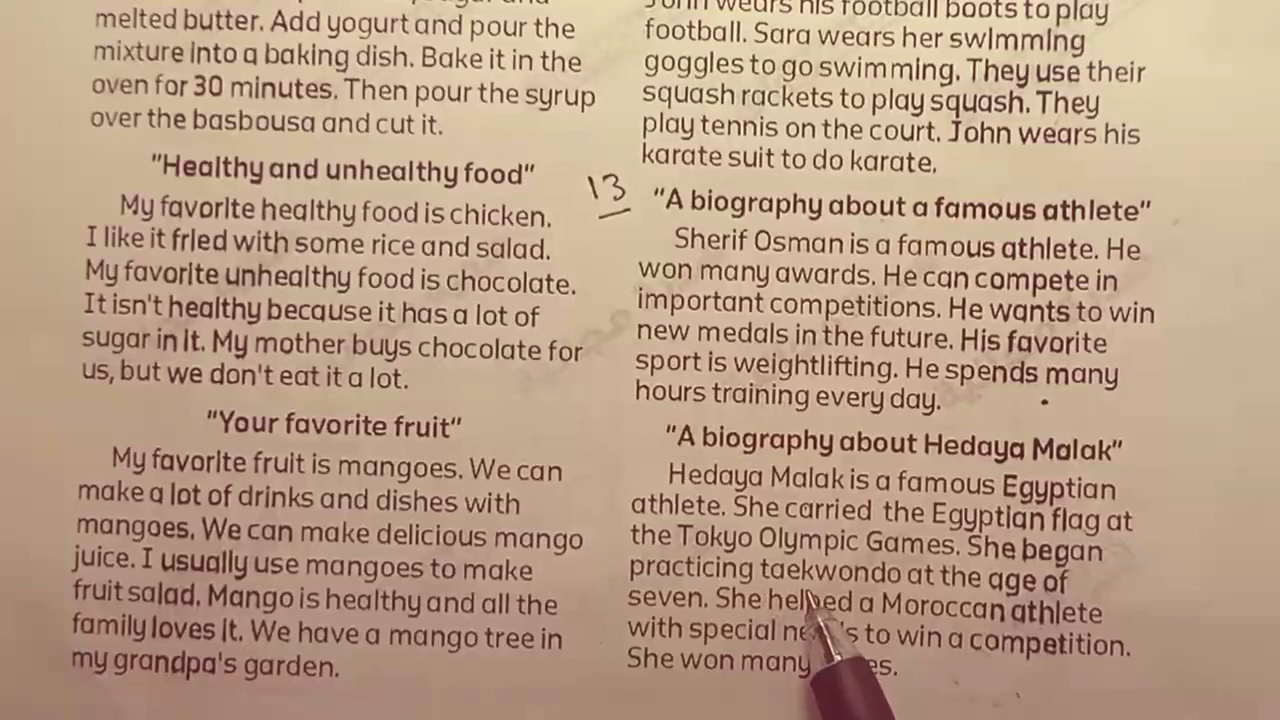 melted butter. Add yogurt and pour the
mixture into a baking dish. Bake it in the
oven for 30 minutes. Then pour the syrup
over the basbousa and cut it.
"Healthy and unhealthy food"
My favorite healthy food is chicken.
I like it fried with some rice and salad.
My favorite unhealthy food is chocolate.
It isn't healthy because it has a lot of
sugar in it. My mother buys chocolate for
us, but we don't eat it a lot.
"Your favorite fruit"
My favorite fruit is mangoes. We can
make a lot of drinks and dishes with
mangoes. We can make delicious mango
juice. I usually use mangoes to make
fruit salad. Mango is healthy and all the
family loves it. We have a mango tree in
my grandpa's garden.
John wears his football boots to play
football. Sara wears her swimming
goggles to go swimming. They use their
squash rackets to play squash. They
play tennis on the court. John wears his
karate suit to do karate.
13
"A biography about a famous athlete"
Sherif Osman is a famous athlete. He
won many awards. He can compete in
important competitions. He wants to win
new medals in the future. His favorite
sport is weightlifting. He spends many
hours training every day.
"A biography about Hedaya Malak"
Hedaya Malak is a famous Egyptian
athlete. She carried the Egyptian flag at
the Tokyo Olympic Games. She began
practicing taekwondo at the age of
seven. She helped a Moroccan athlete
with special to win a competition.
She won many